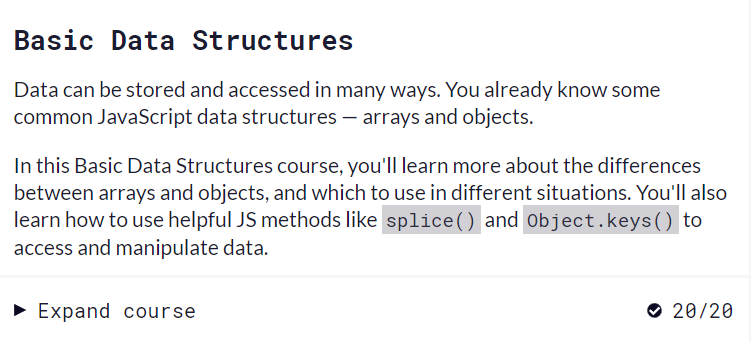 Basic Data Structures
Data can be stored and accessed in many ways. You already know some
common JavaScript data structures — arrays and objects.
In this Basic Data Structures course, you'll learn more about the differences
between arrays and objects, and which to use in different situations. You'll also
learn how to use helpful JS methods like splice() and Object.keys() to
access and manipulate data.
Expand course 20/20